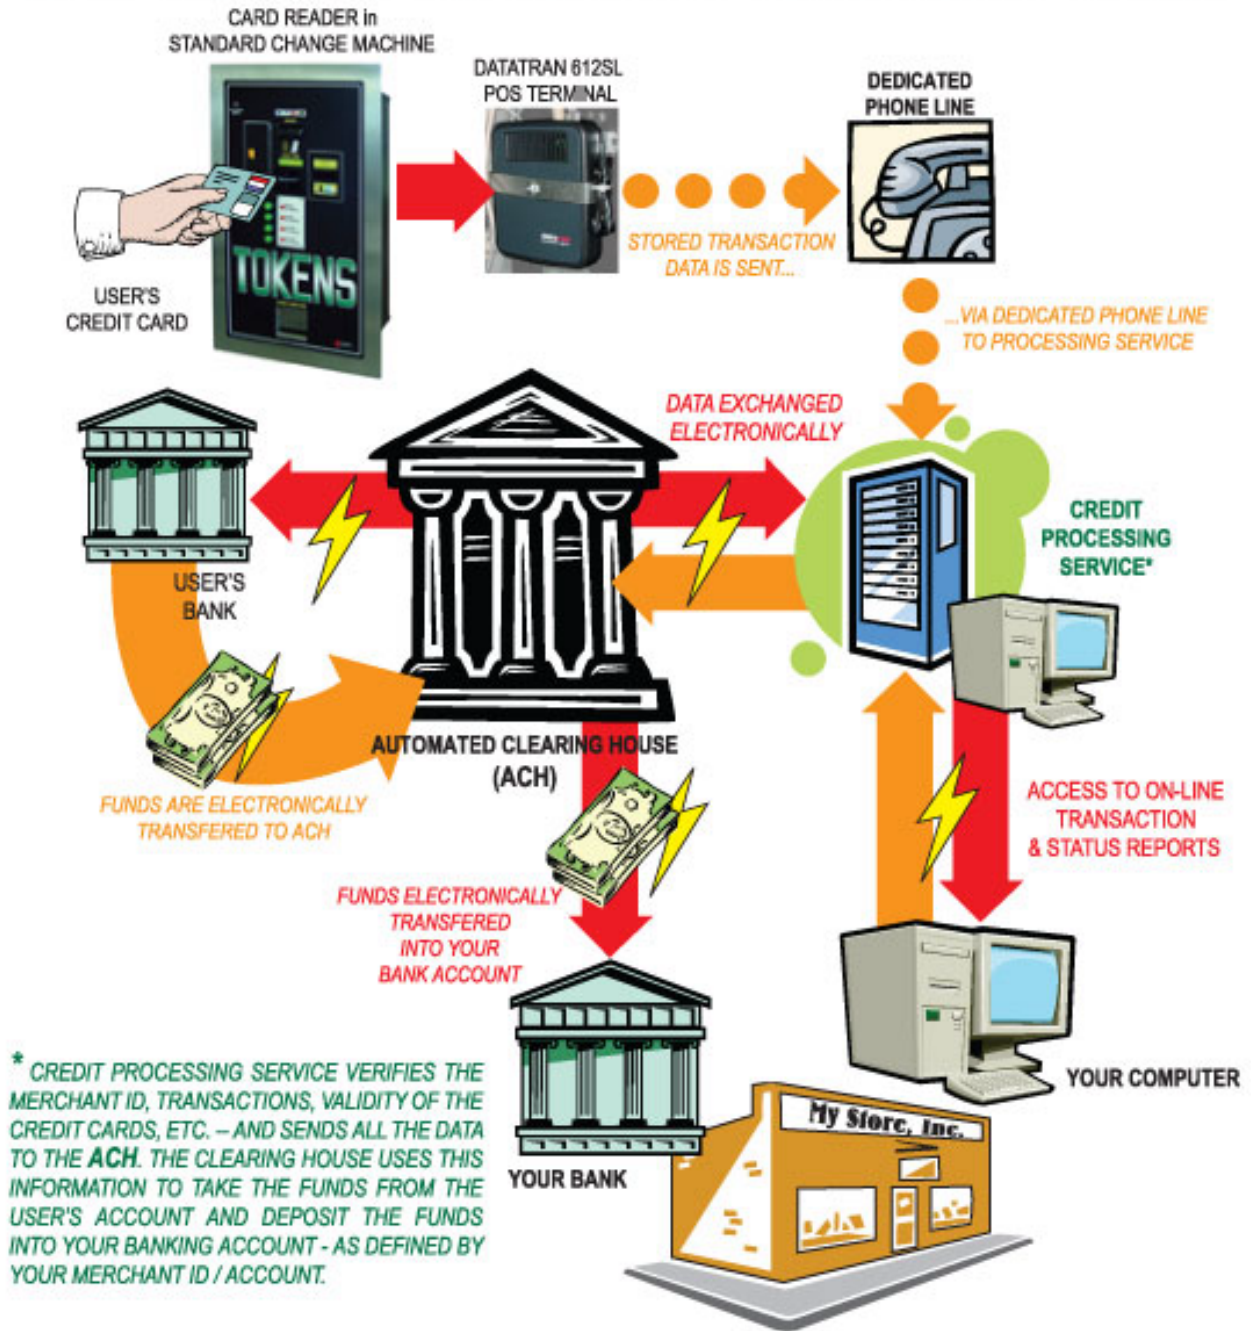 CARD READER in
STANDARD CHANGE MACHINE
DATATRAN 612SL
POS TERMINAL
DEDICATED
PHONE LINE
TOKENS
USER'S
CREDIT CARD
STORED TRANSACTION
DATA IS SENT...
...VIA DEDICATED PHONE LINE
TO PROCESSING SERVICE
DATA EXCHANGED
ELECTRONICALLY
CREDIT
PROCESSING
SERVICE*
USER'S
BANK
AUTOMATED CLEARING HOUSE
(ACH)
FUNDS ARE ELECTRONICALLY
TRANSFERED TO ACH
ACCESS TO ON-LINE
TRANSACTION
& STATUS REPORTS
FUNDS ELECTRONICALLY
TRANSFERED
INTO YOUR
BANK ACCOUNT
YOUR COMPUTER
My Store, Inc.
YOUR BANK
* CREDIT PROCESSING SERVICE VERIFIES THE
MERCHANT ID, TRANSACTIONS, VALIDITY OF THE
CREDIT CARDS, ETC. – AND SENDS ALL THE DATA
TO THE ACH. THE CLEARING HOUSE USES THIS
INFORMATION TO TAKE THE FUNDS FROM THE
USER'S ACCOUNT AND DEPOSIT THE FUNDS
INTO YOUR BANKING ACCOUNT - AS DEFINED BY
YOUR MERCHANT ID / ACCOUNT.